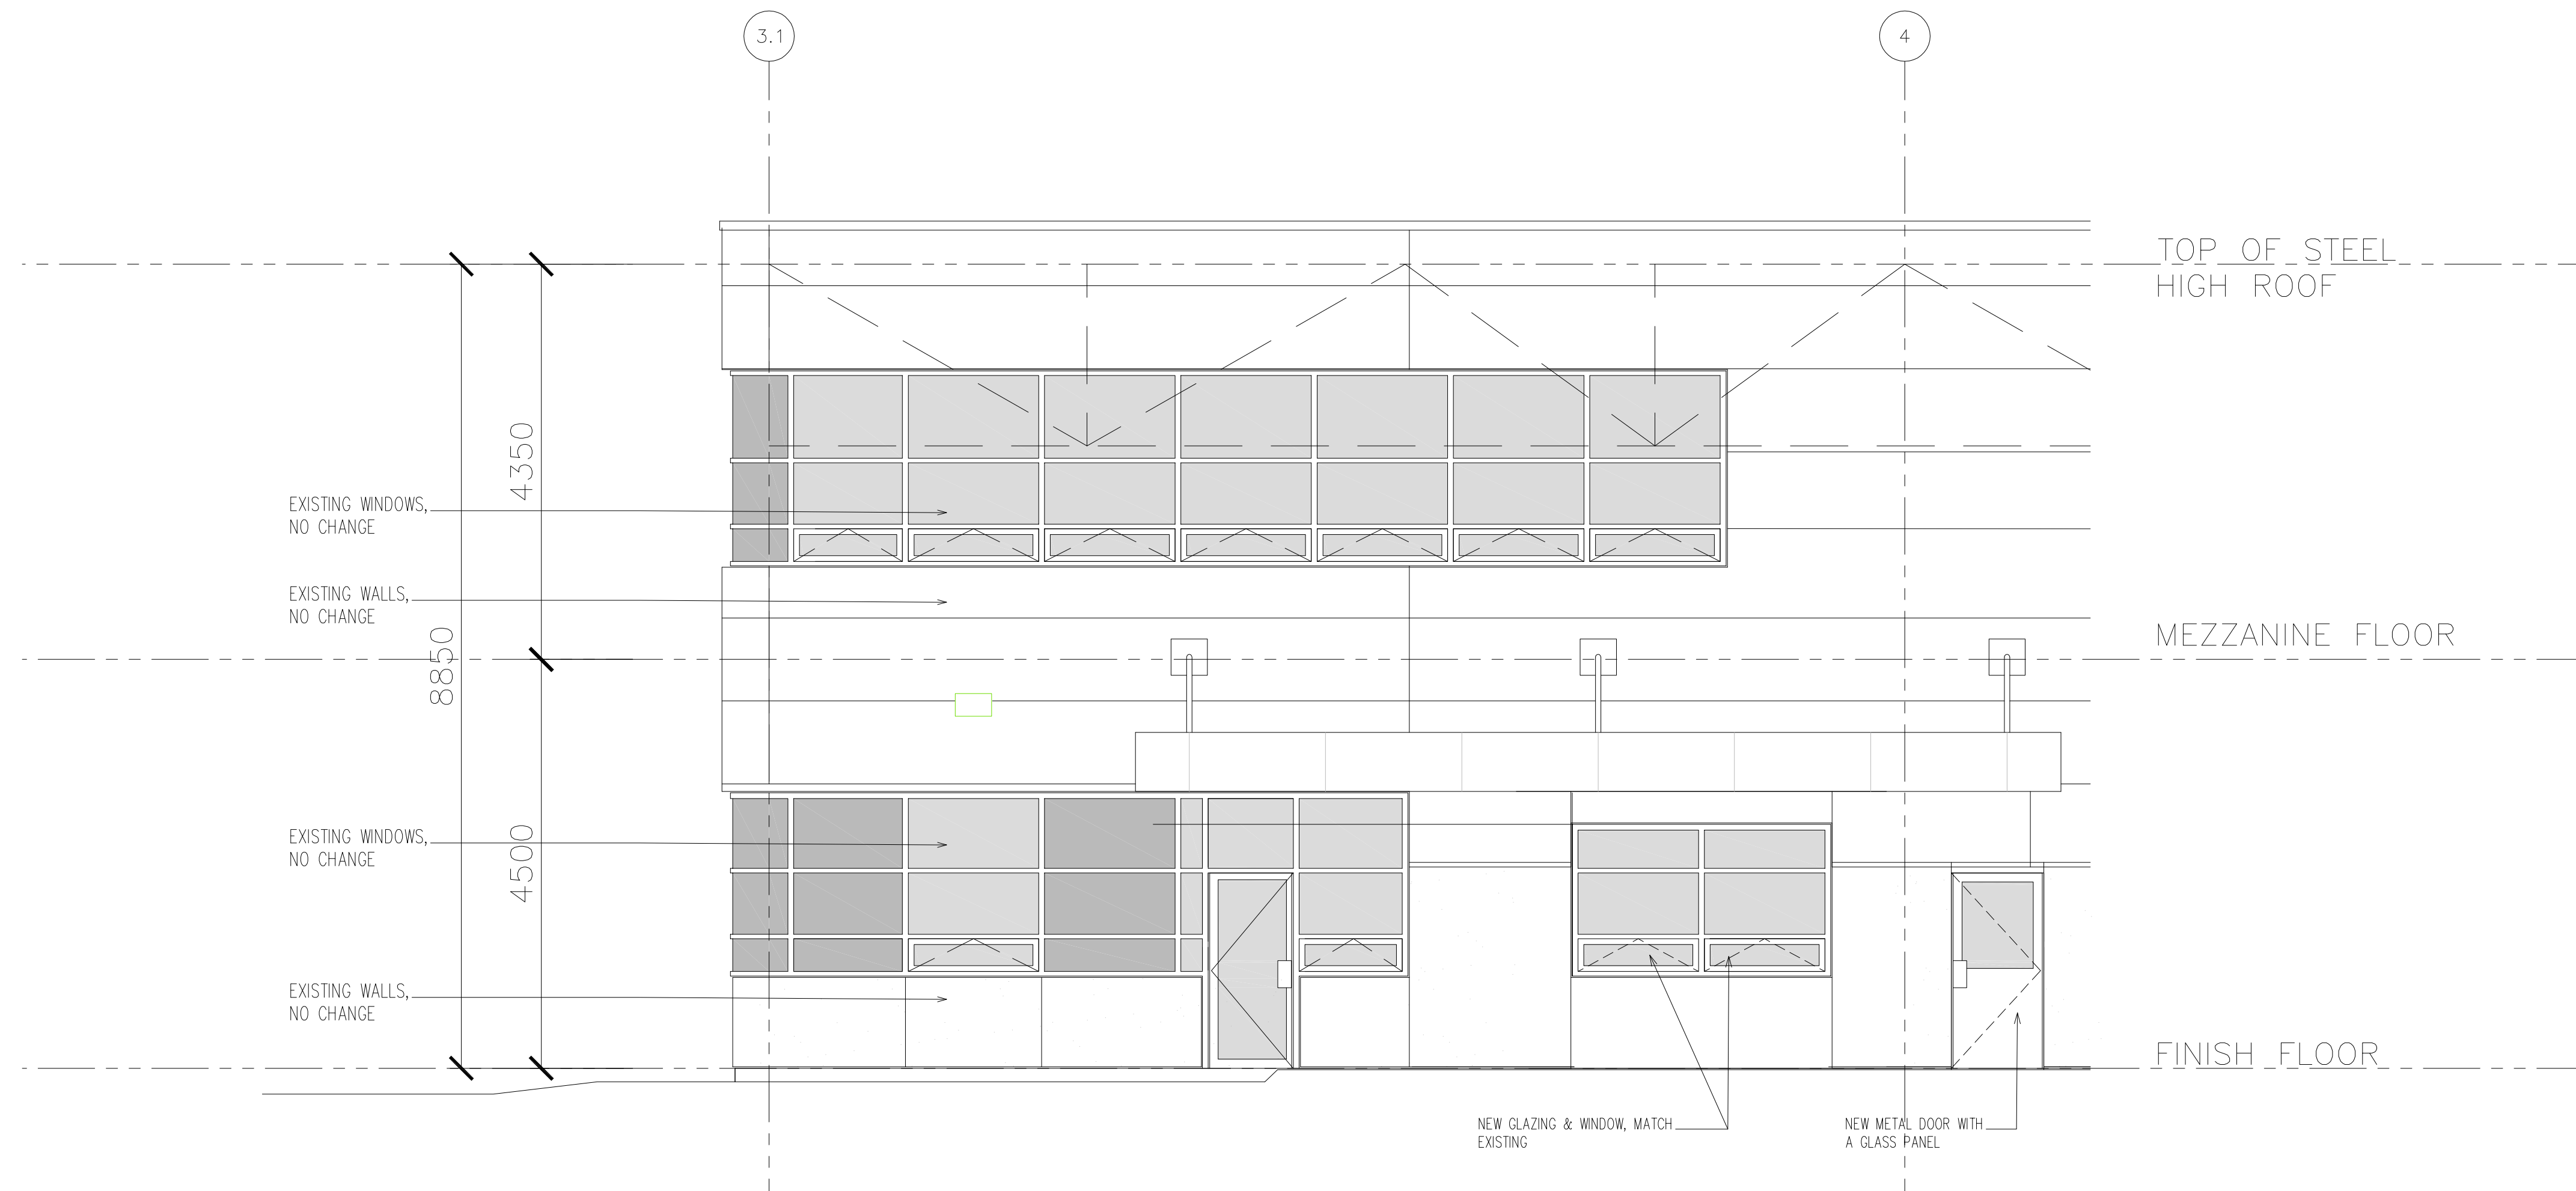 3.1
4
TOP OF STEEL
HIGH ROOF
4350
EXISTING WINDOWS,
NO CHANGE
EXISTING WALLS,
NO CHANGE
8850
MEZZANINE FLOOR
EXISTING WINDOWS,
NO CHANGE
4500
EXISTING WALLS,
NO CHANGE
FINISH FLOOR
NEW GLAZING & WINDOW, MATCH
EXISTING
NEW METAL DOOR WITH
A GLASS PANEL